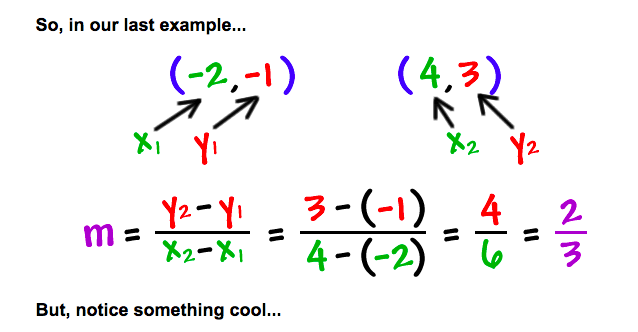 So, in our last example...
(-2,-1) (4,3)
x1 y1 x2 y2
m = y2-y1 / x2-x1 = 3-(-1) / 4-(-2) = 4/6 = 2/3
But, notice something cool...